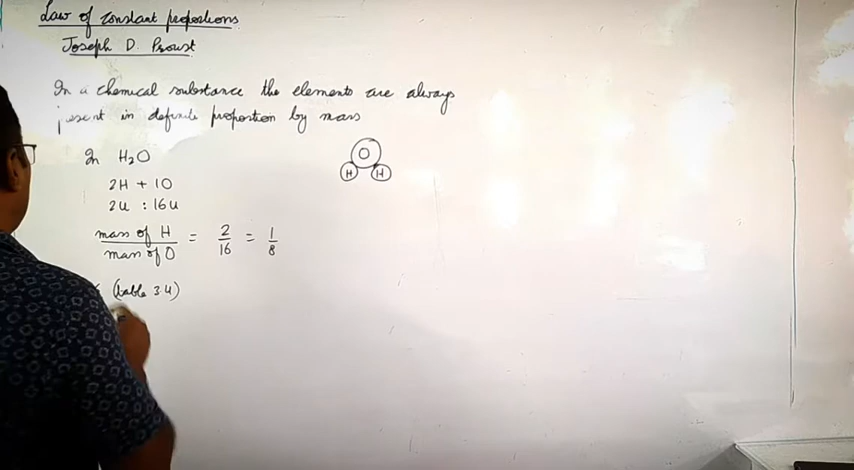 Law of constant proportions
Joseph D. Proust
In a chemical substance the elements are always
present in definite proportion by mass
In H₂O
2H + 1O
2u : 16u
mass of H / mass of O = 2/16 = 1/8
(table 3.4)
O
H H